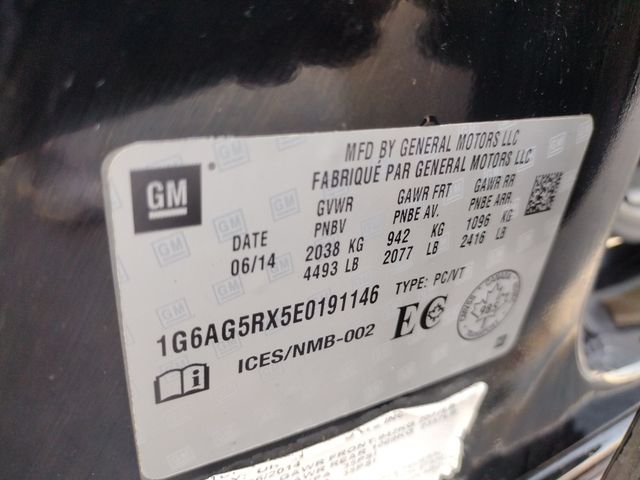 MFD BY GENERAL MOTORS LLC
FABRIQUÉ PAR GENERAL MOTORS LLC
GM
DATE
06/14
GVWR
PNBV
2038 KG
4493 LB
GAWR FRT
PNBE AV.
942 KG
2077 LB
GAWR RR
PNBE ARR.
1096 KG
2416 LB
1G6AG5RX5E0191146 TYPE: PC/VT
ICES/NMB-002
EC
CANADA
INC